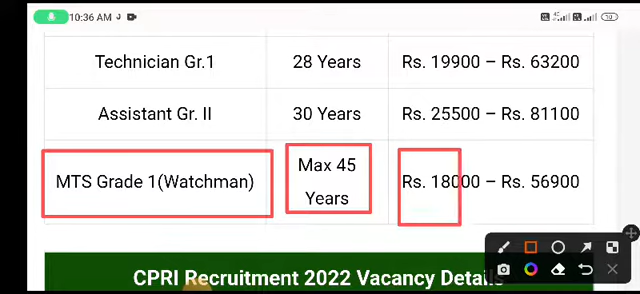 10:36 AM
Technician Gr.1 28 Years Rs. 19900 – Rs. 63200
Assistant Gr. II 30 Years Rs. 25500 – Rs. 81100
MTS Grade 1(Watchman) Max 45 Years Rs. 18000 – Rs. 56900
CPRI Recruitment 2022 Vacancy Details